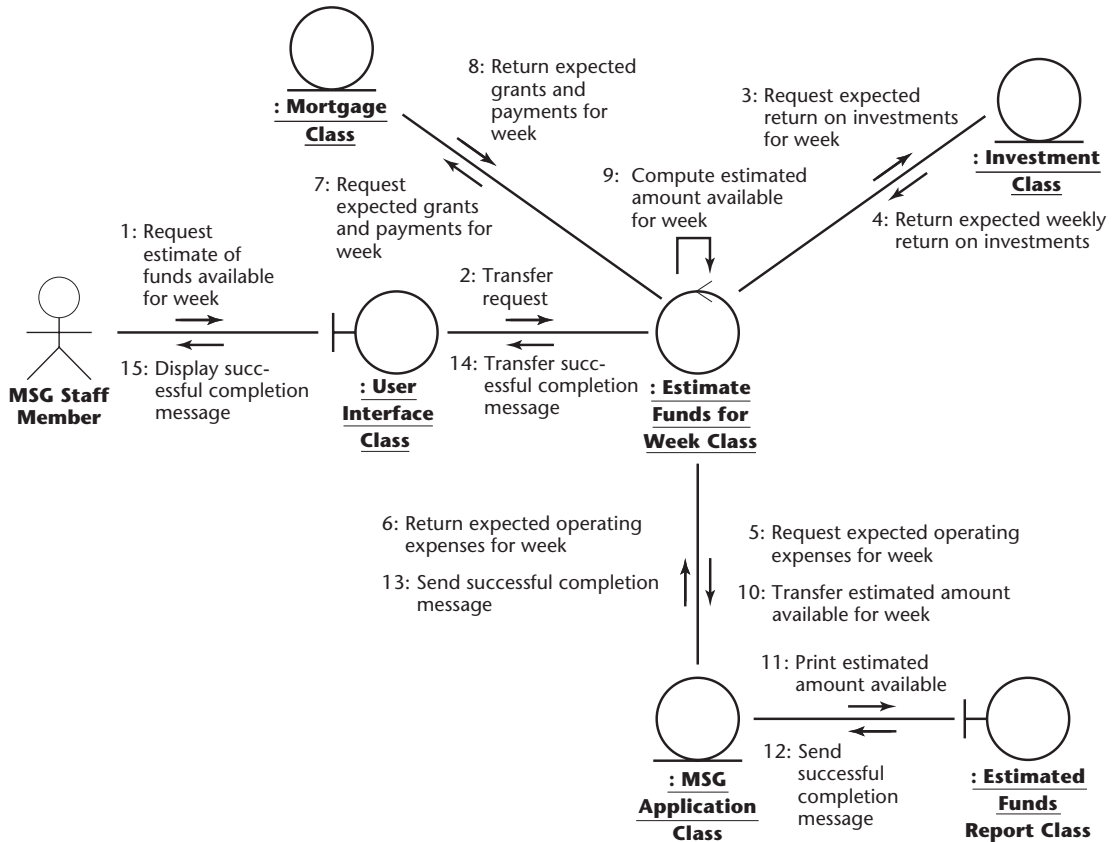 : Mortgage
Class
8: Return expected
grants and
payments for
week
3: Request expected
return on investments
for week
: Investment
Class
7: Request
expected grants
and payments for
week
9: Compute estimated
amount available
for week
4: Return expected weekly
return on investments
1: Request
estimate of
funds available
for week
2: Transfer
request
15: Display suc-
cessful completion
message
14: Transfer suc-
cessful completion
message
MSG Staff
Member
: User
Interface
Class
: Estimate
Funds for
Week Class
6: Return expected operating
expenses for week
13: Send successful completion
message
5: Request expected operating
expenses for week
10: Transfer estimated amount
available for week
11: Print estimated
amount available
12: Send
successful
completion
message
: MSG
Application
Class
: Estimated
Funds
Report Class